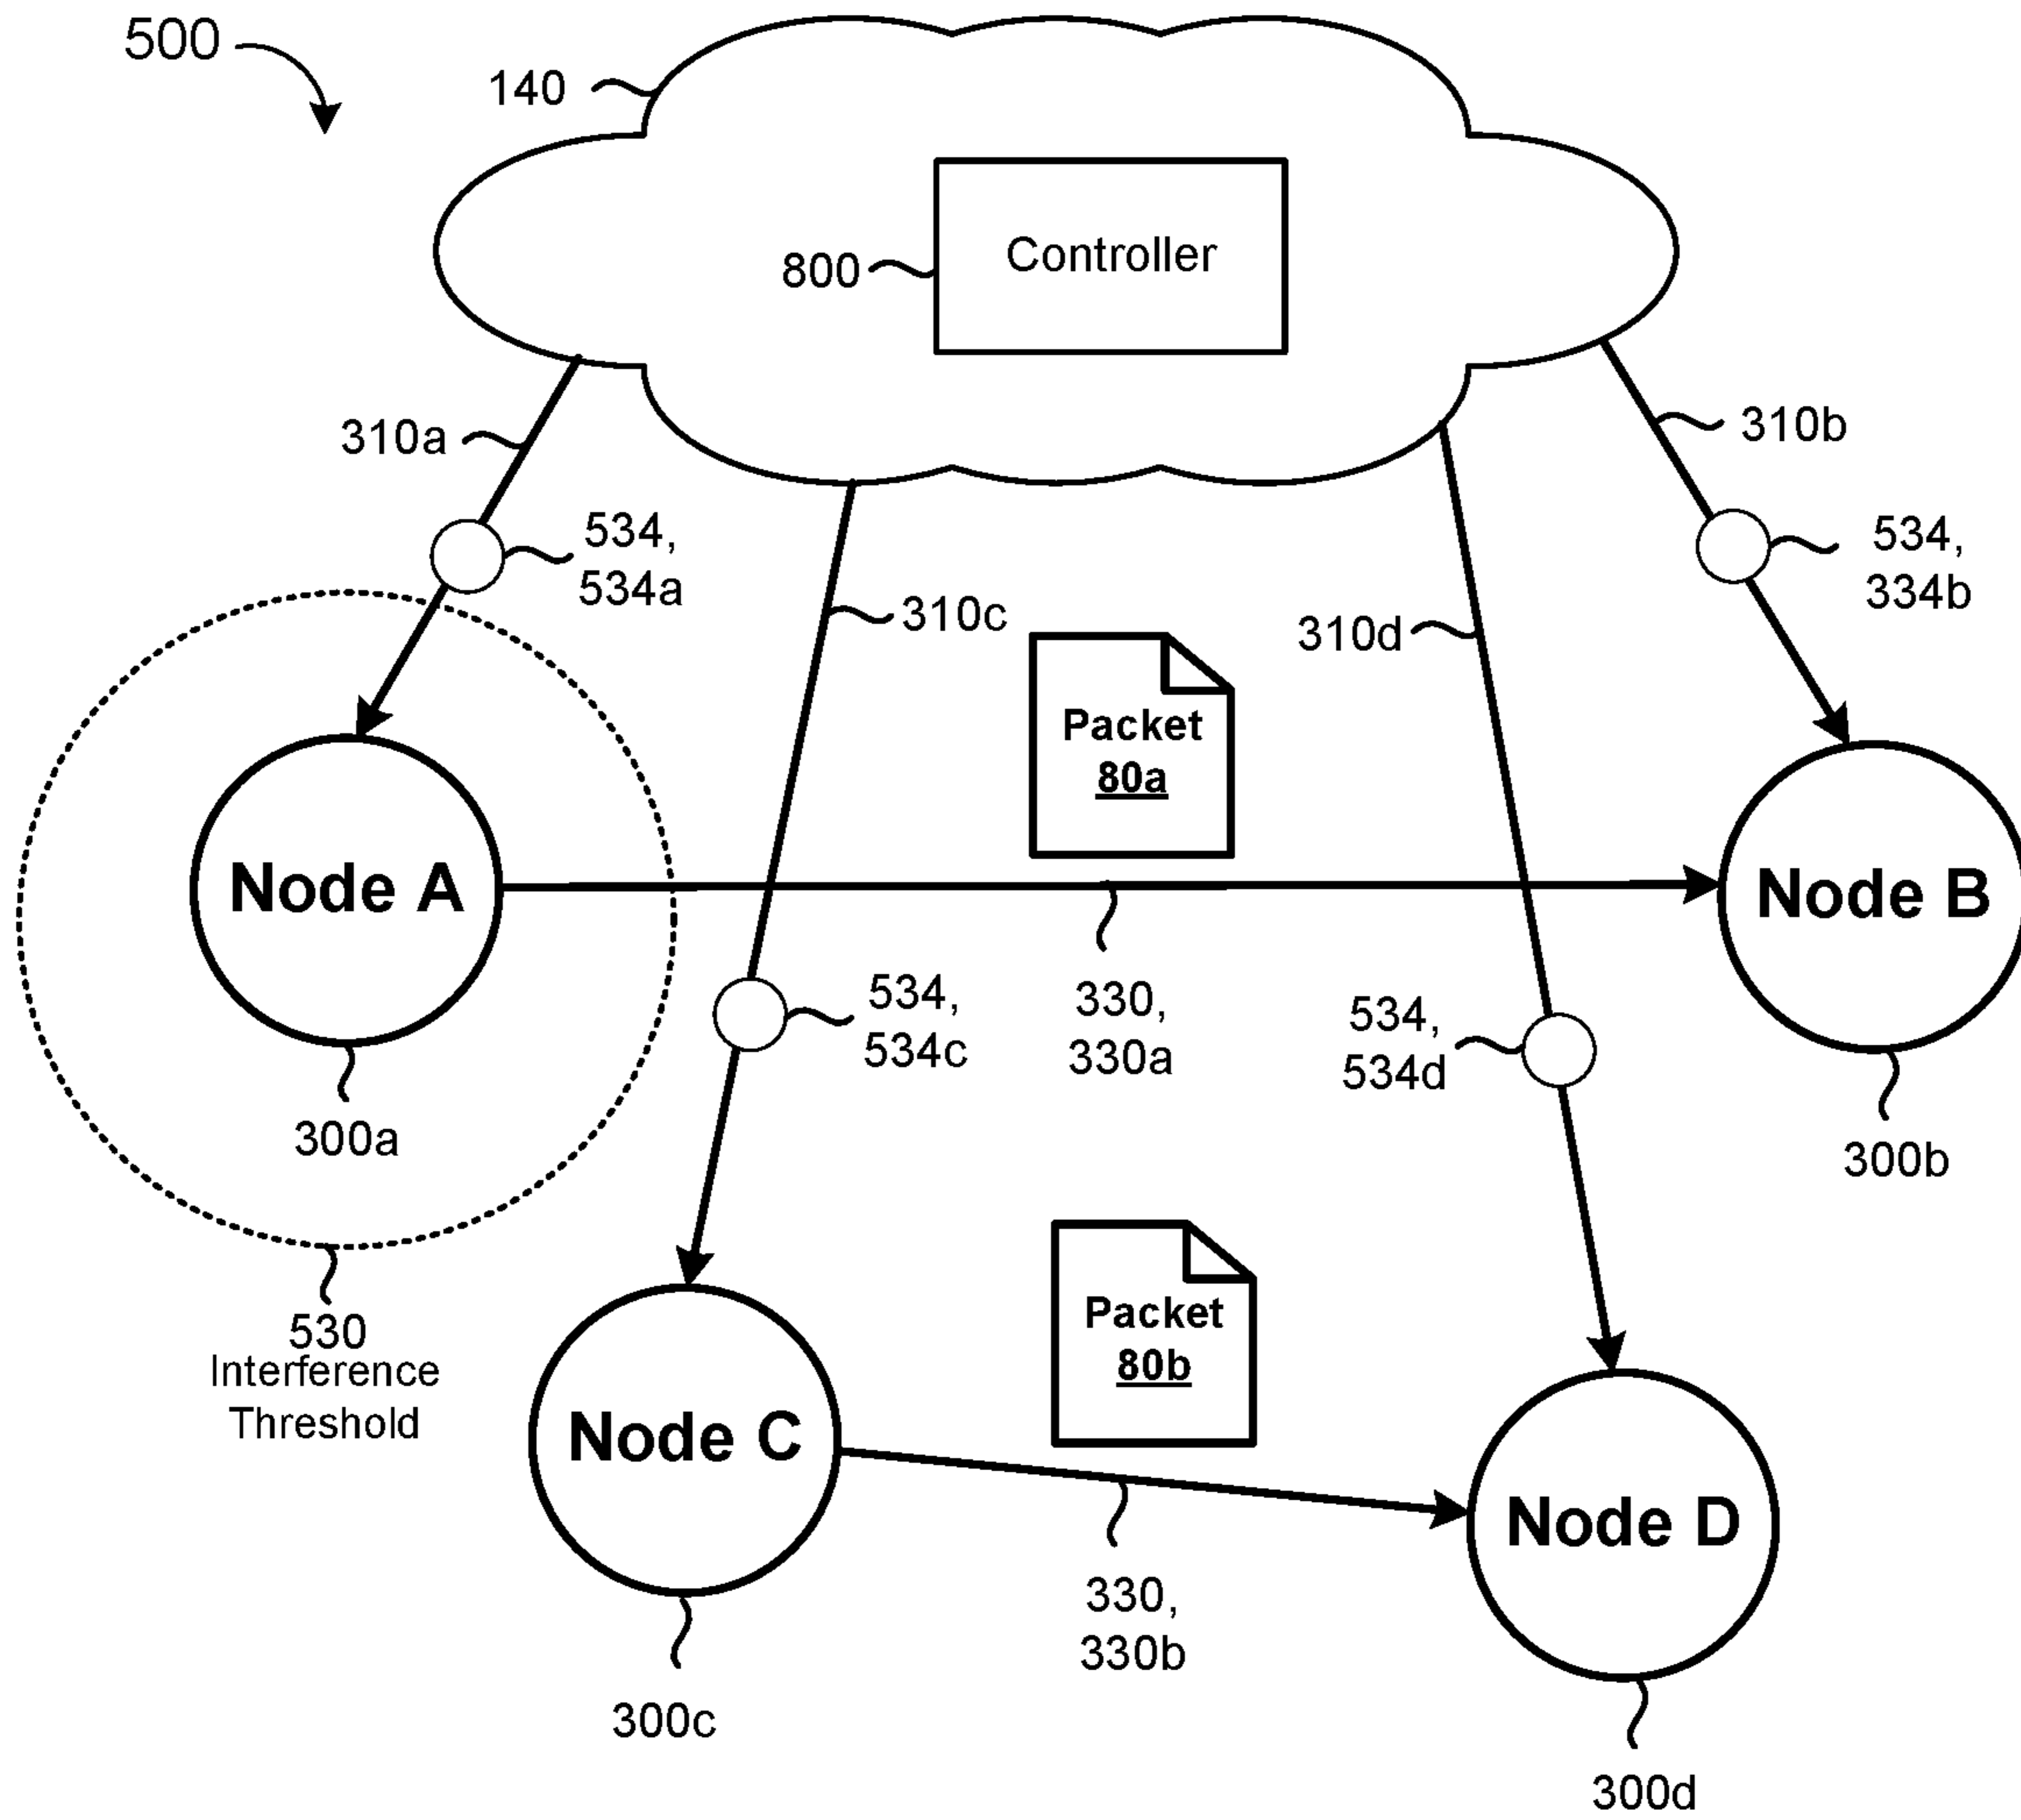 500
140
800
Controller
310a
310b
534,
534a
534,
334b
310c
310d
Packet
80a
Node A
Node B
534,
534c
330,
330a
534,
534d
300a
300b
530
Interference
Threshold
Packet
80b
Node C
Node D
330,
330b
300c
300d